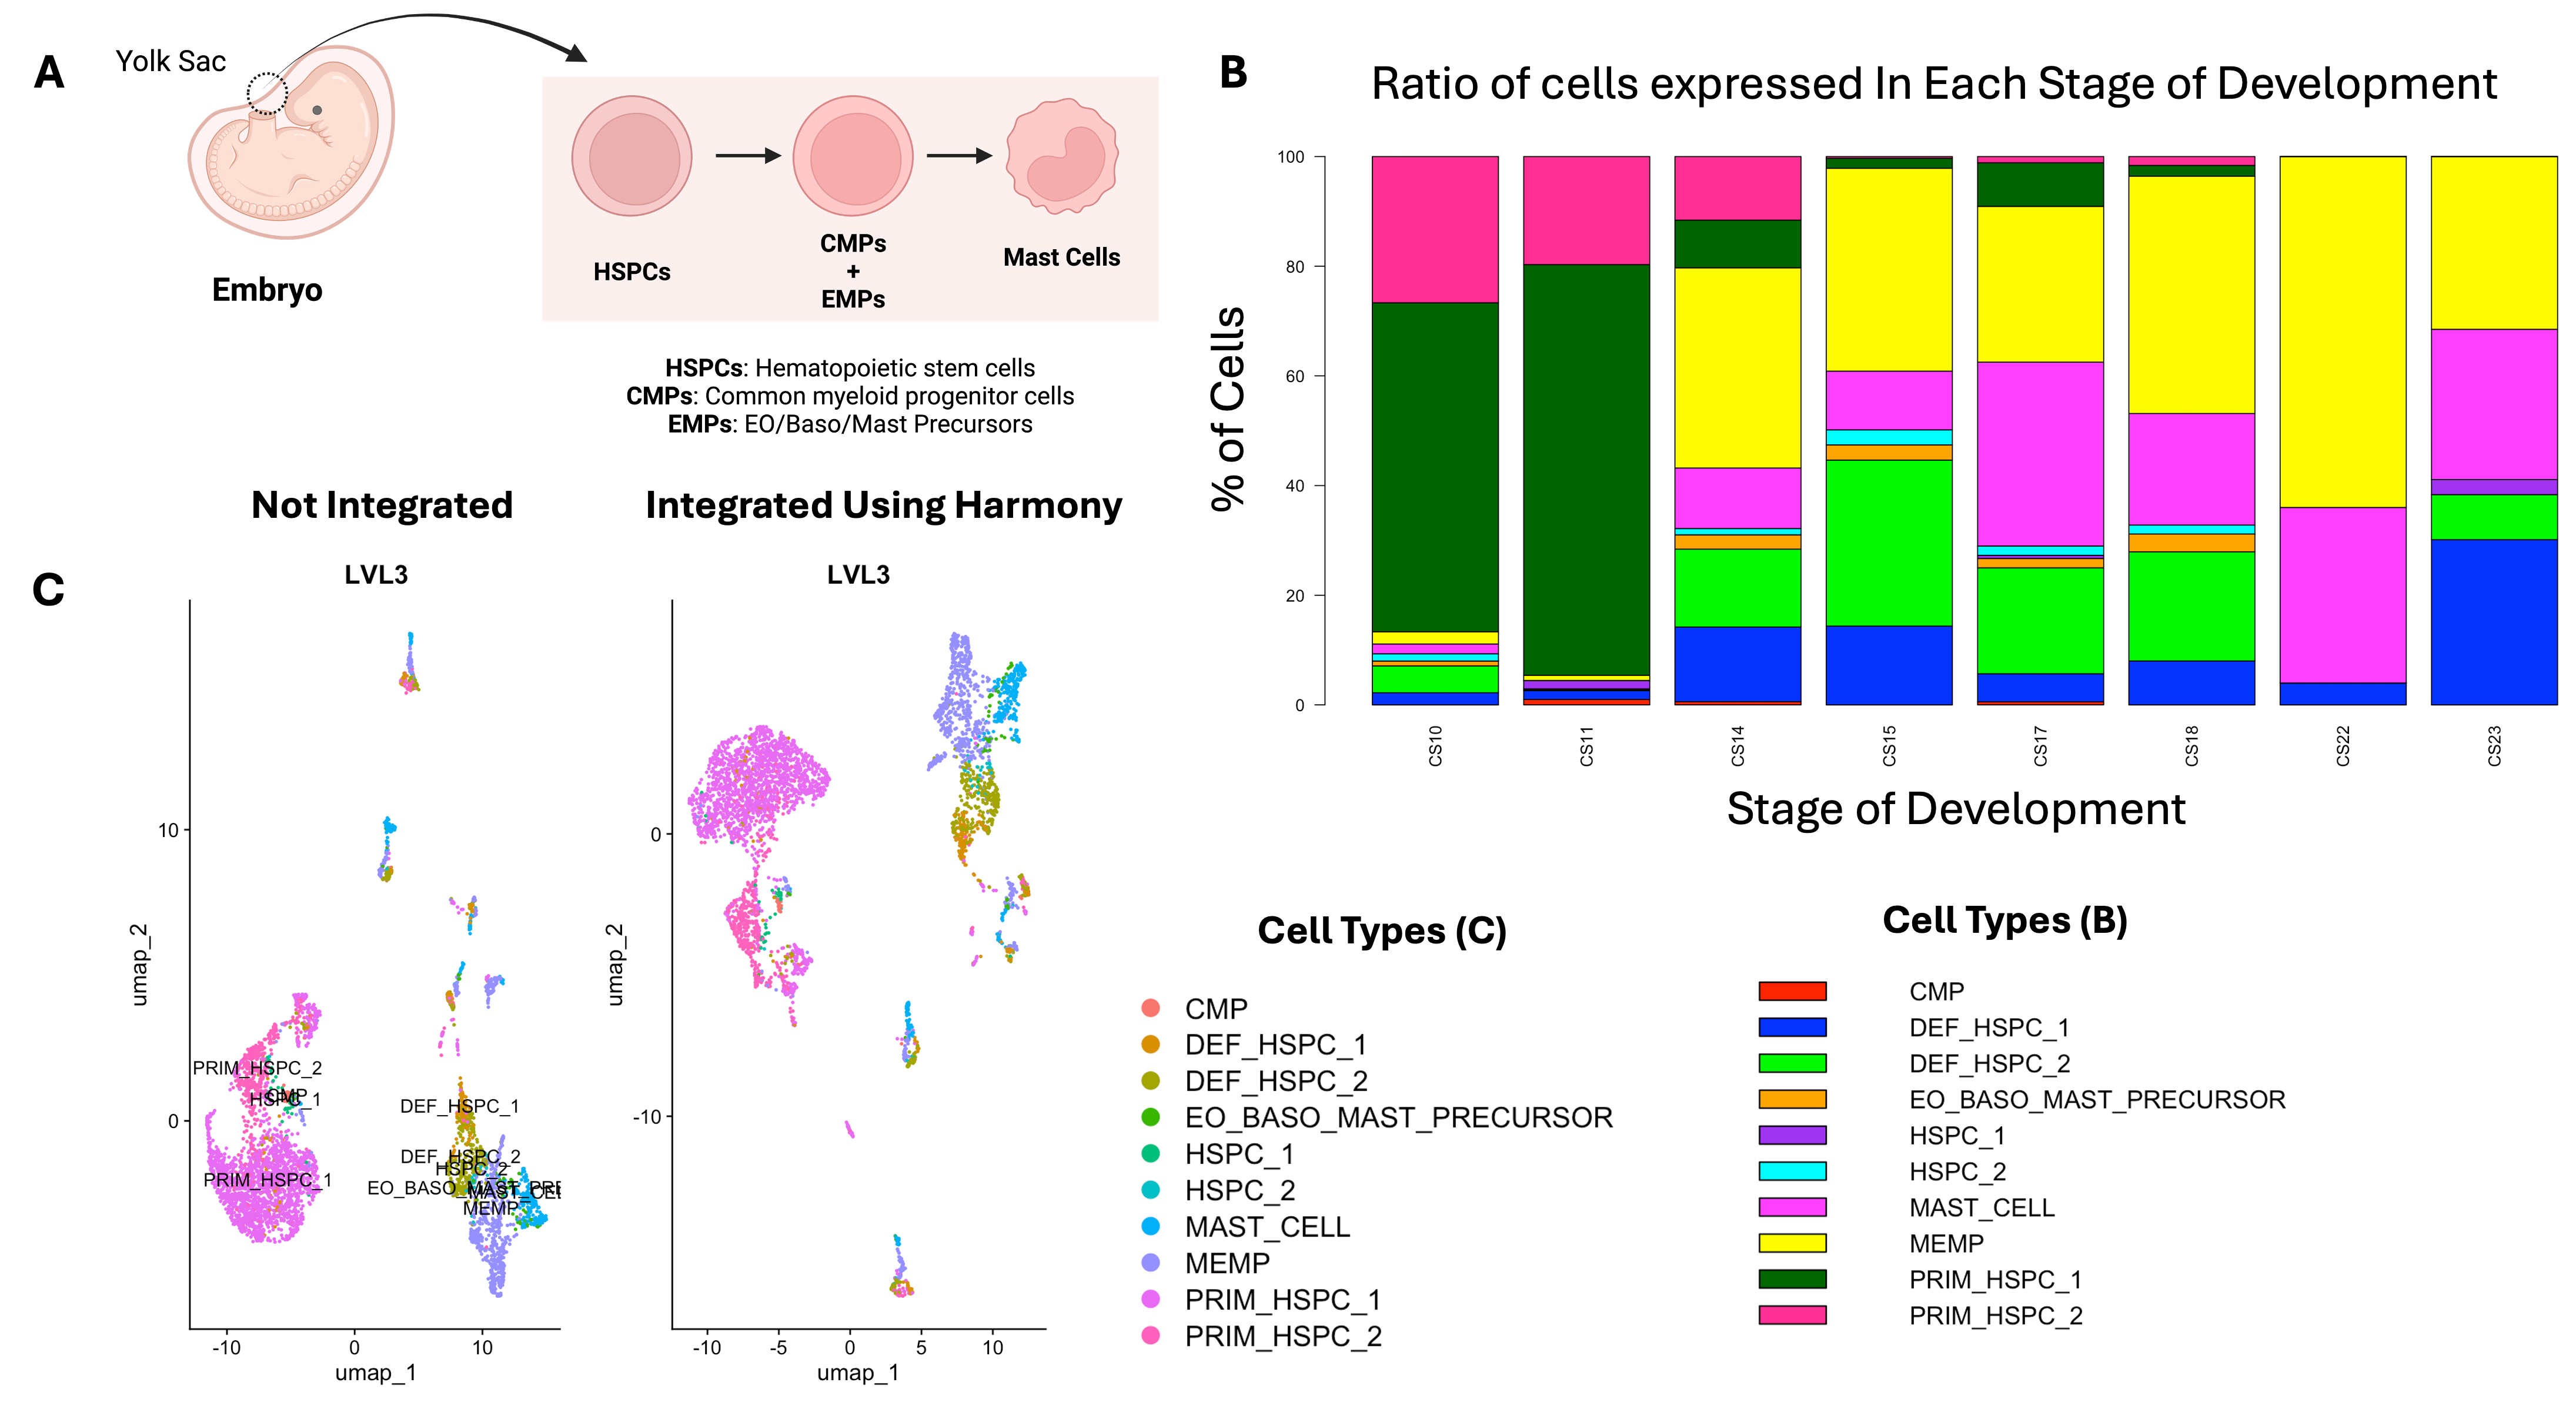 A
Yolk Sac
Embryo
HSPCs
CMPs
+
EMPs
Mast Cells
HSPCs: Hematopoietic stem cells
CMPs: Common myeloid progenitor cells
EMPs: EO/Baso/Mast Precursors
B
Ratio of cells expressed In Each Stage of Development
% of Cells
100
80
60
40
20
0
CS10
CS11
CS14
CS15
CS17
CS18
CS22
CS23
Stage of Development
C
Not Integrated
LVL3
umap_2
10
0
PRIM_HSPC_2
CMP
HSPC_1
PRIM_HSPC_1
DEF_HSPC_1
DEF_HSPC_2
HSPC_2
EO_BASO_MAST_PRE
MAST_CEL
MEMP
-10
0
10
umap_1
Integrated Using Harmony
LVL3
umap_2
0
-10
-10
-5
0
5
10
umap_1
Cell Types (C)
CMP
DEF_HSPC_1
DEF_HSPC_2
EO_BASO_MAST_PRECURSOR
HSPC_1
HSPC_2
MAST_CELL
MEMP
PRIM_HSPC_1
PRIM_HSPC_2
Cell Types (B)
CMP
DEF_HSPC_1
DEF_HSPC_2
EO_BASO_MAST_PRECURSOR
HSPC_1
HSPC_2
MAST_CELL
MEMP
PRIM_HSPC_1
PRIM_HSPC_2